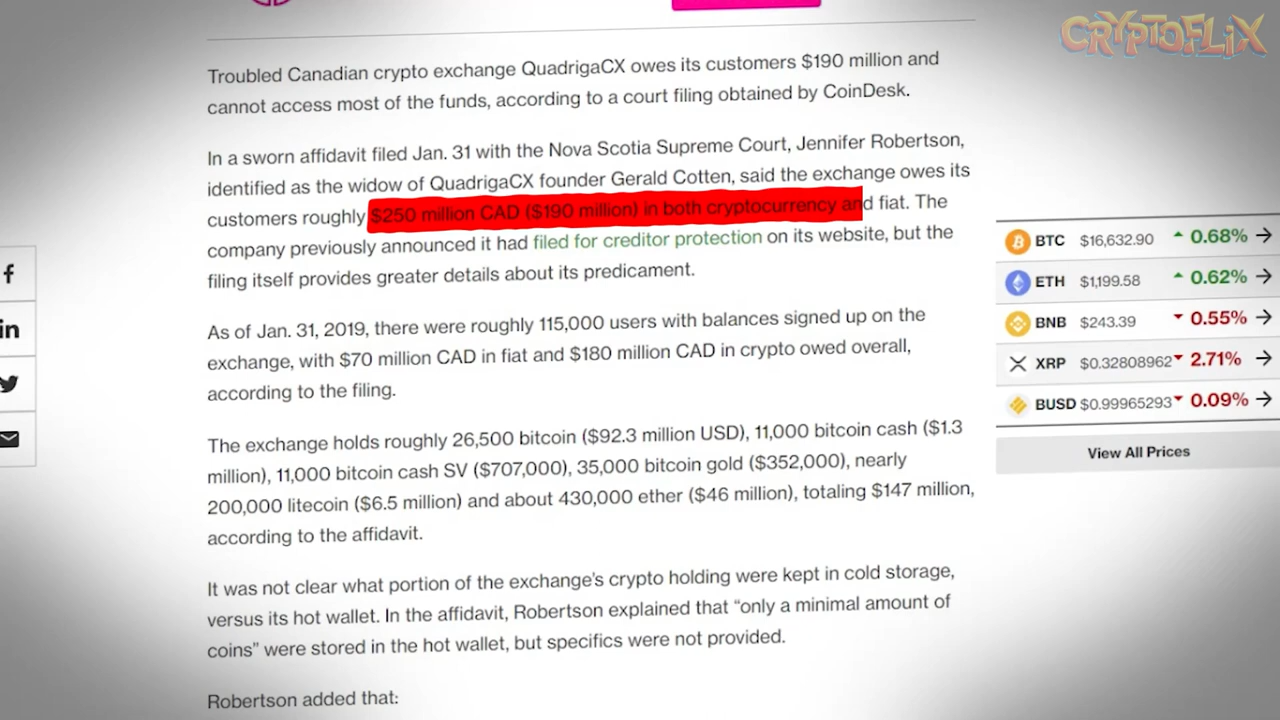 CRYPTOFLIX
Troubled Canadian crypto exchange QuadrigaCX owes its customers $190 million and
cannot access most of the funds, according to a court filing obtained by CoinDesk.
In a sworn affidavit filed Jan. 31 with the Nova Scotia Supreme Court, Jennifer Robertson,
identified as the widow of QuadrigaCX founder Gerald Cotten, said the exchange owes its
customers roughly $250 million CAD ($190 million) in both cryptocurrency and fiat. The
company previously announced it had filed for creditor protection on its website, but the
filing itself provides greater details about its predicament.
As of Jan. 31, 2019, there were roughly 115,000 users with balances signed up on the
exchange, with $70 million CAD in fiat and $180 million CAD in crypto owed overall,
according to the filing.
The exchange holds roughly 26,500 bitcoin ($92.3 million USD), 11,000 bitcoin cash ($1.3
million), 11,000 bitcoin cash SV ($707,000), 35,000 bitcoin gold ($352,000), nearly
200,000 litecoin ($6.5 million) and about 430,000 ether ($46 million), totaling $147 million,
according to the affidavit.
It was not clear what portion of the exchange’s crypto holding were kept in cold storage,
versus its hot wallet. In the affidavit, Robertson explained that “only a minimal amount of
coins” were stored in the hot wallet, but specifics were not provided.
Robertson added that:
BTC $16,632.90 0.68%
ETH $1,199.58 0.62%
BNB $243.39 0.55%
XRP $0.32808962 2.71%
BUSD $0.99965293 0.09%
View All Prices